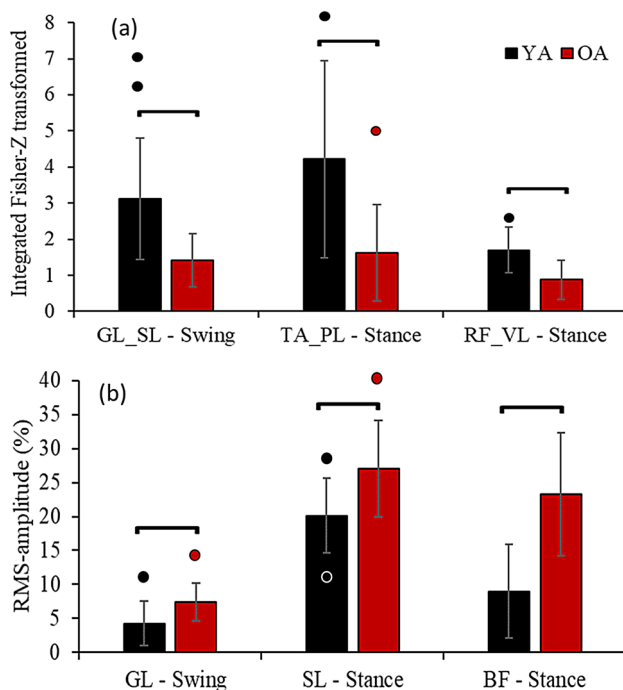 (a)
Integrated Fisher-Z transformed
8
7
6
5
4
3
2
1
0
YA OA
GL_SL - Swing TA_PL - Stance RF_VL - Stance
(b)
RMS-amplitude (%)
40
35
30
25
20
15
10
5
0
GL - Swing SL - Stance BF - Stance